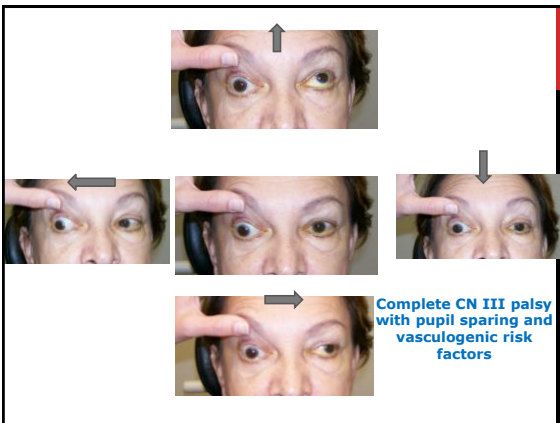 Complete CN III palsy
with pupil sparing and
vasculogenic risk
factors